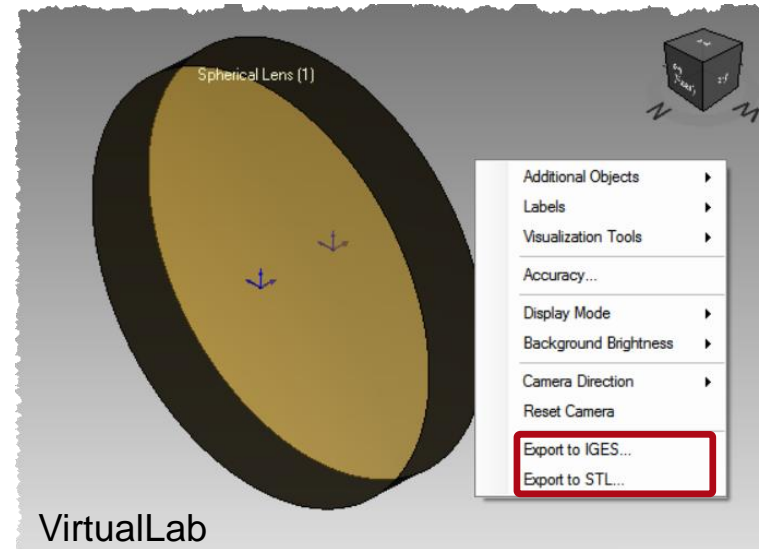 Spherical Lens (1)
Additional Objects
Labels
Visualization Tools
Accuracy...
Display Mode
Background Brightness
Camera Direction
Reset Camera
Export to IGES...
Export to STL...
VirtualLab